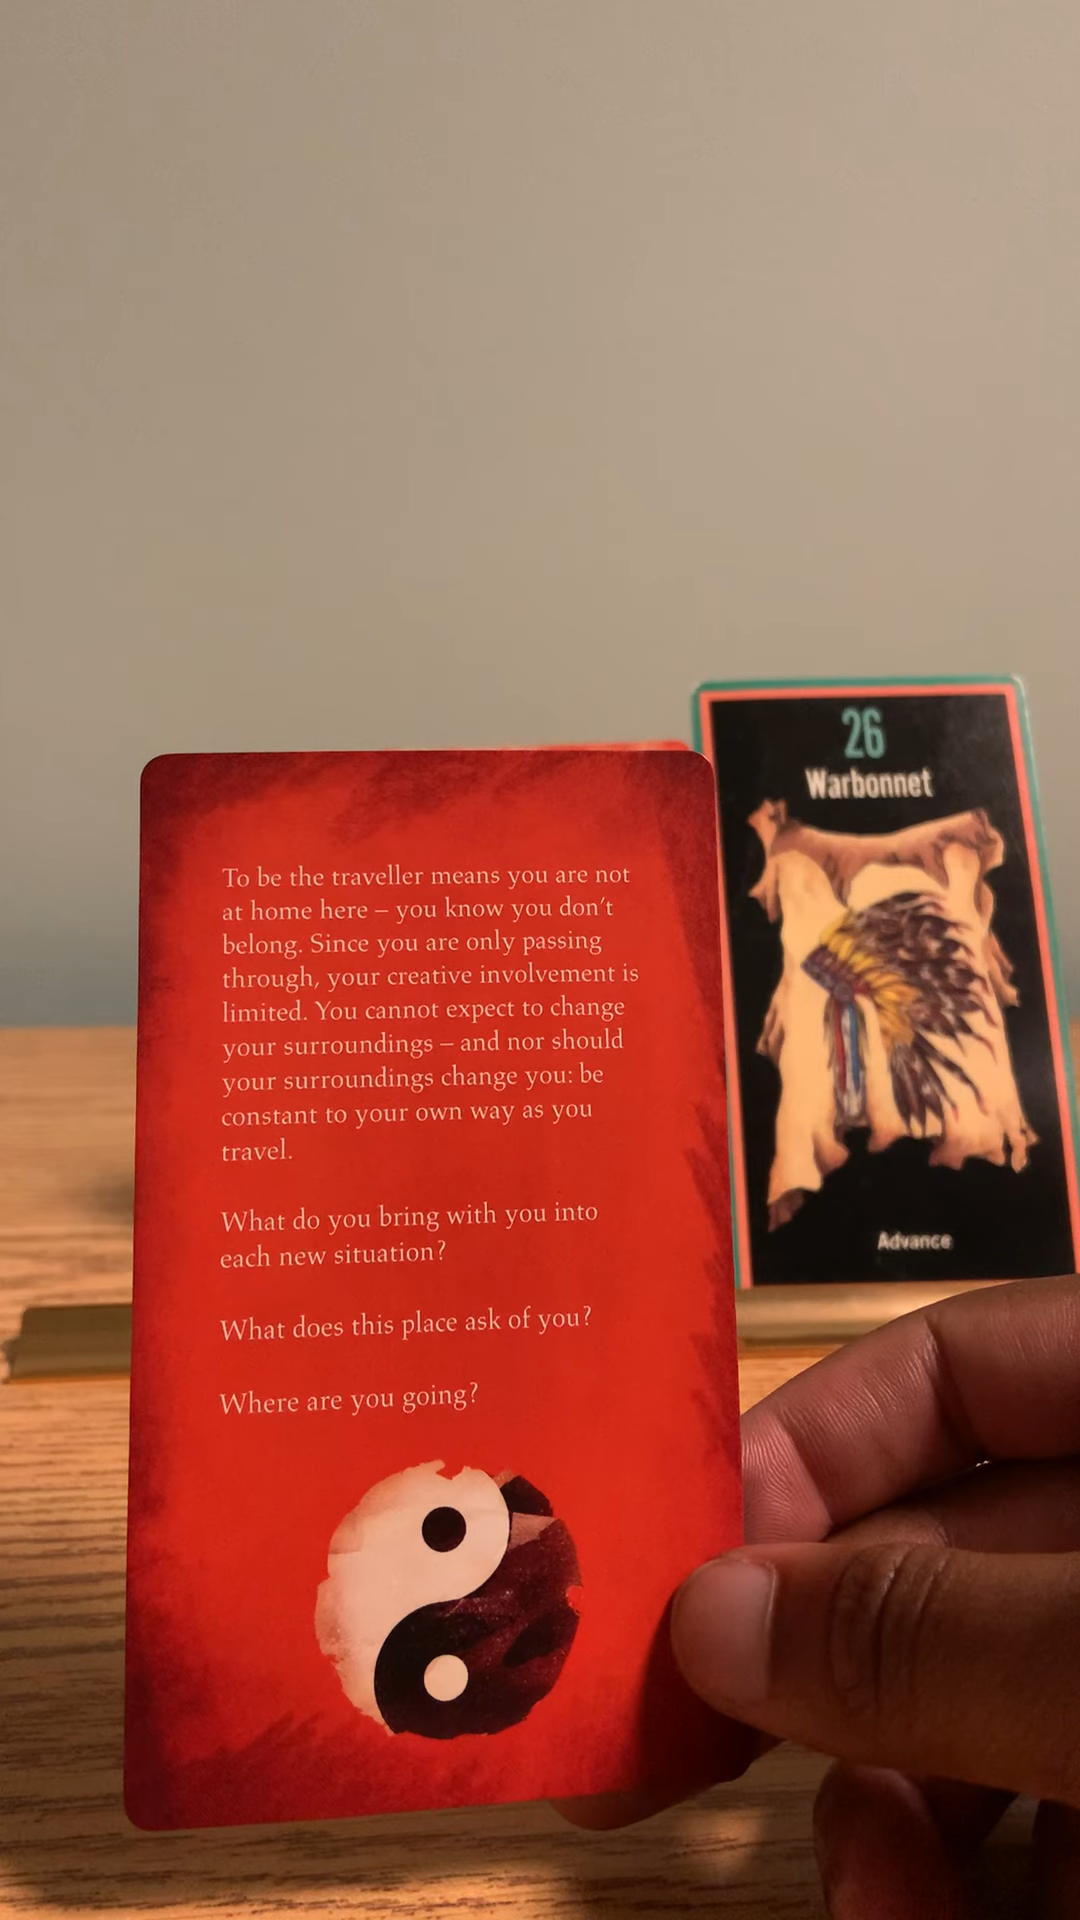 To be the traveller means you are not
at home here – you know you don't
belong. Since you are only passing
through, your creative involvement is
limited. You cannot expect to change
your surroundings – and nor should
your surroundings change you: be
constant to your own way as you
travel.
What do you bring with you into
each new situation?
What does this place ask of you?
Where are you going?
26
Warbonnet
Advance